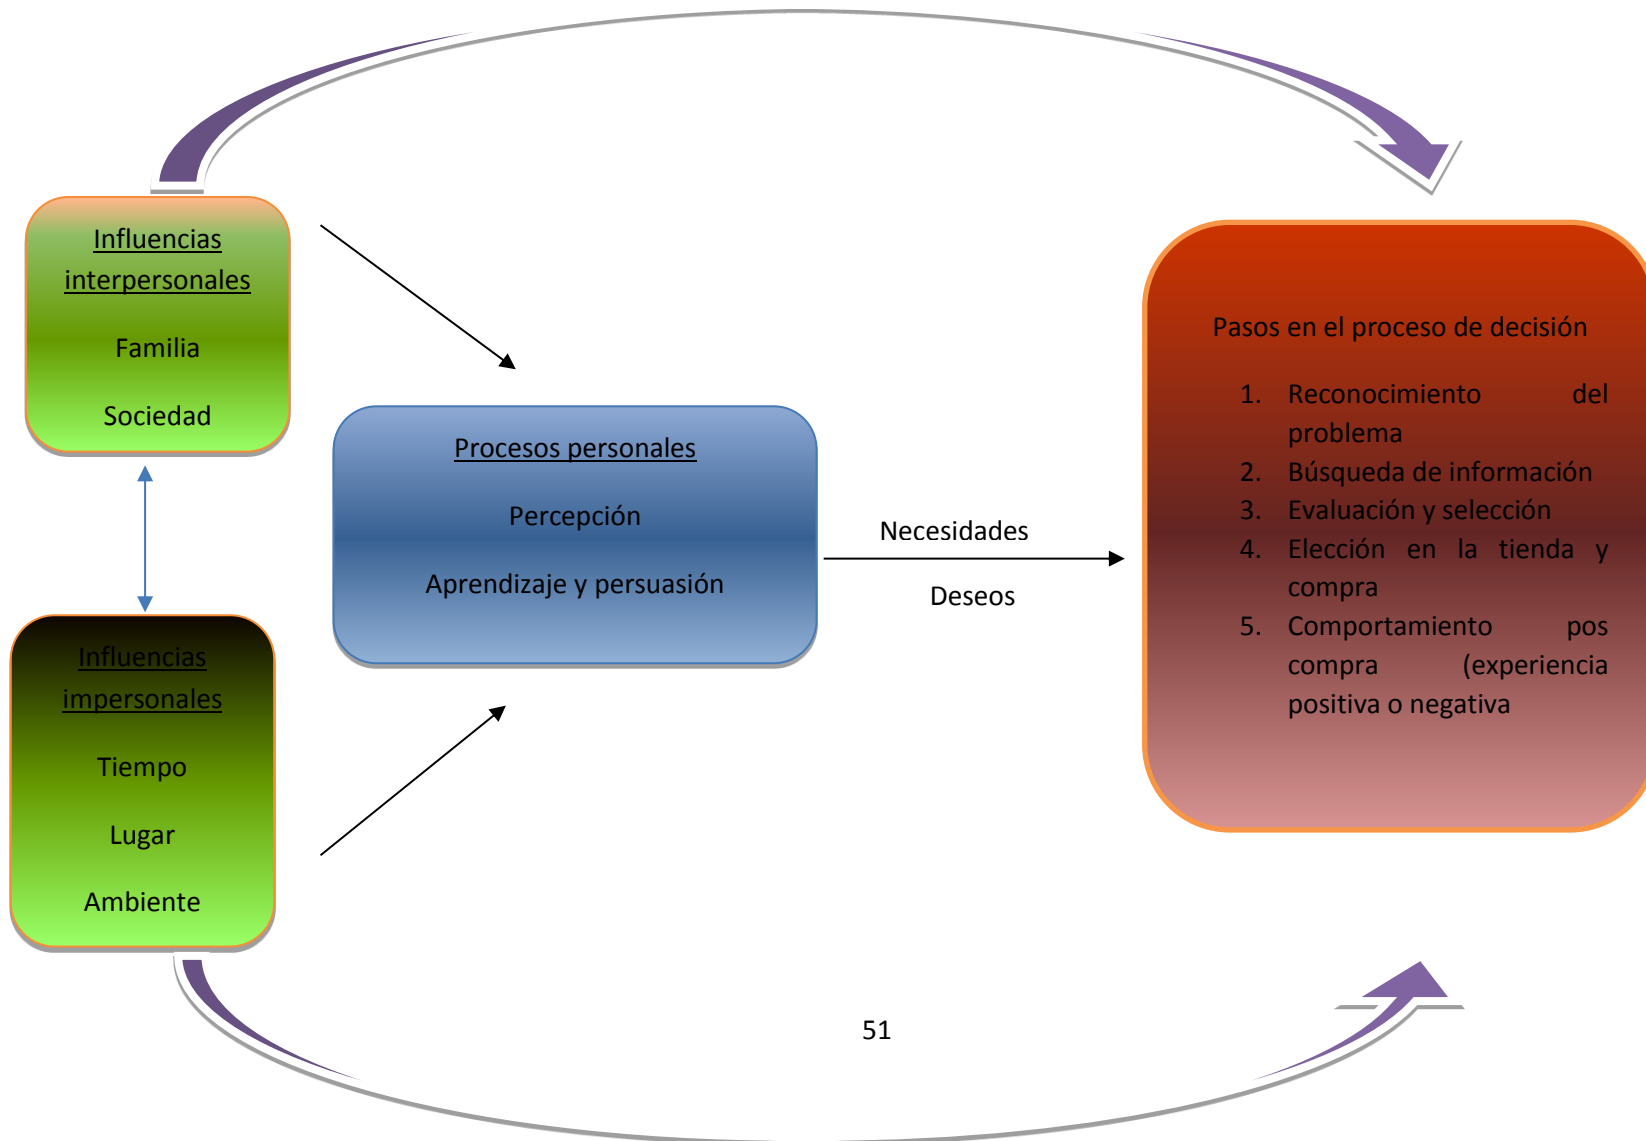 Influencias
interpersonales
Familia
Sociedad
Influencias
impersonales
Tiempo
Lugar
Ambiente
Procesos personales
Percepción
Aprendizaje y persuasión
Necesidades
Deseos
Pasos en el proceso de decisión
1. Reconocimiento del
problema
2. Búsqueda de información
3. Evaluación y selección
4. Elección en la tienda y
compra
5. Comportamiento pos
compra (experiencia
positiva o negativa
51